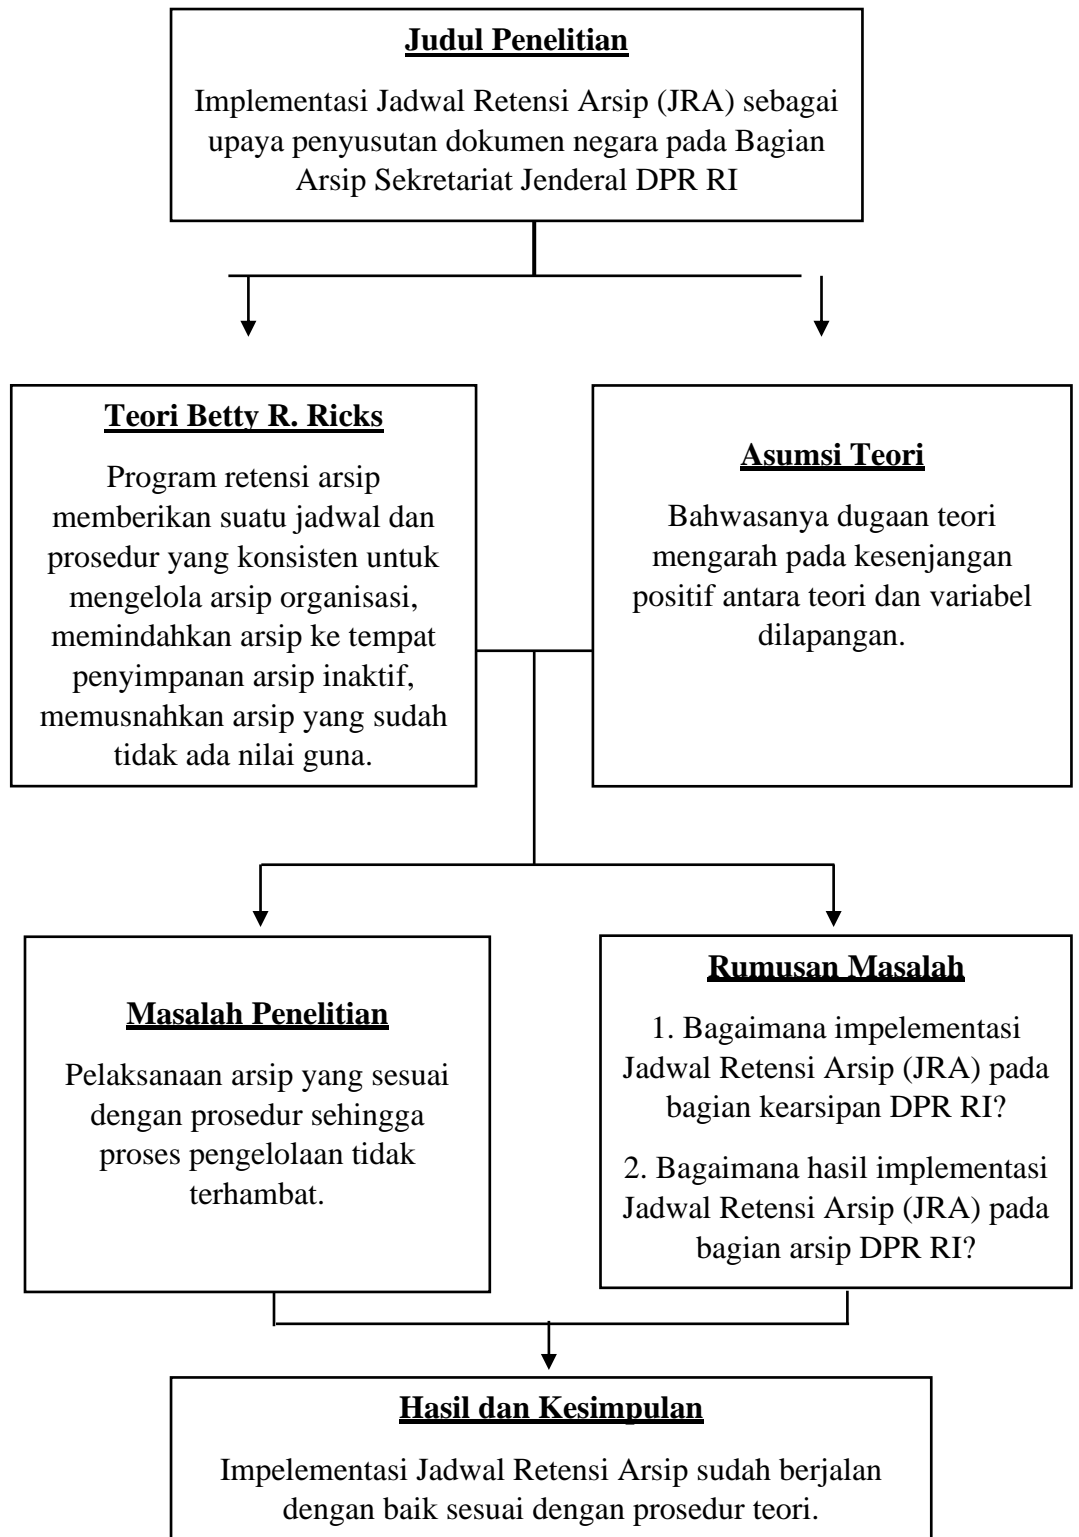 Judul Penelitian
Implementasi Jadwal Retensi Arsip (JRA) sebagai
upaya penyusutan dokumen negara pada Bagian
Arsip Sekretariat Jenderal DPR RI
Teori Betty R. Ricks
Program retensi arsip
memberikan suatu jadwal dan
prosedur yang konsisten untuk
mengelola arsip organisasi,
memindahkan arsip ke tempat
penyimpanan arsip inaktif,
memusnahkan arsip yang sudah
tidak ada nilai guna.
Asumsi Teori
Bahwasanya dugaan teori
mengarah pada kesenjangan
positif antara teori dan variabel
dilapangan.
Masalah Penelitian
Pelaksanaan arsip yang sesuai
dengan prosedur sehingga
proses pengelolaan tidak
terhambat.
Rumusan Masalah
1. Bagaimana impelementasi
Jadwal Retensi Arsip (JRA) pada
bagian kearsipan DPR RI?
2. Bagaimana hasil implementasi
Jadwal Retensi Arsip (JRA) pada
bagian arsip DPR RI?
Hasil dan Kesimpulan
Impelementasi Jadwal Retensi Arsip sudah berjalan
dengan baik sesuai dengan prosedur teori.